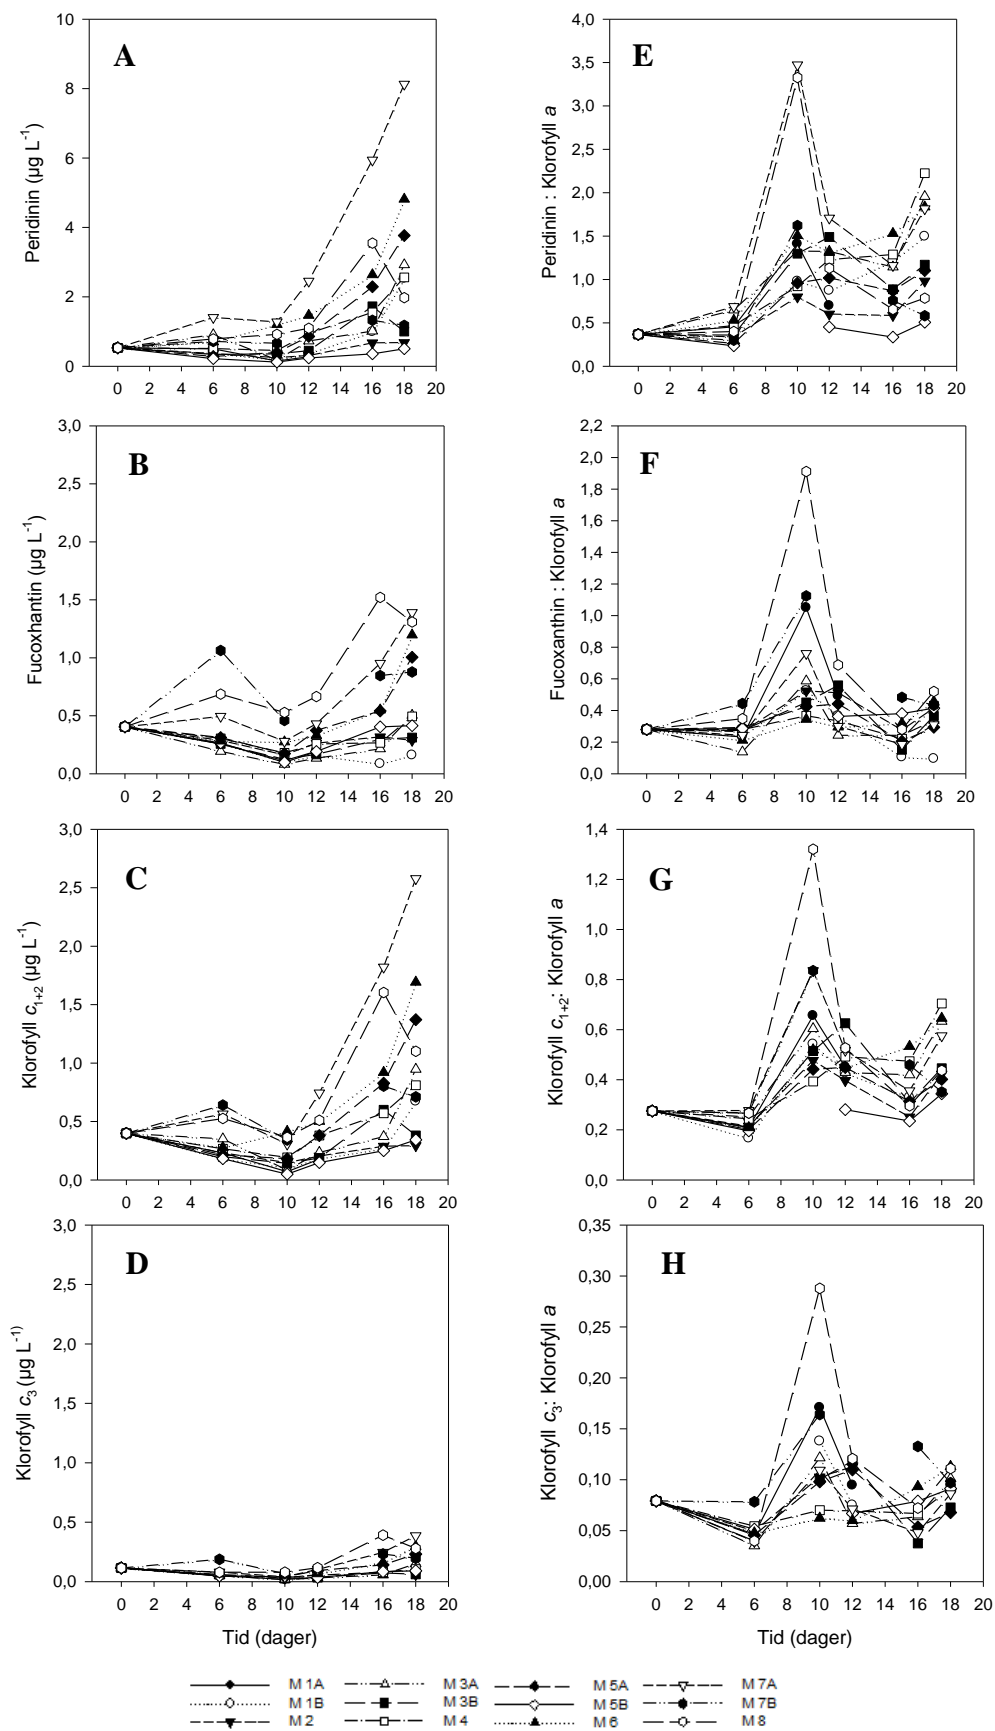 A
Peridinin (µg L-1)
10
8
6
4
2
0
0 2 4 6 8 10 12 14 16 18 20
E
Peridinin : Klorofyll a
4,0
3,5
3,0
2,5
2,0
1,5
1,0
0,5
0,0
0 2 4 6 8 10 12 14 16 18 20
B
Fucoxhantin (µg L-1)
3,0
2,5
2,0
1,5
1,0
0,5
0,0
0 2 4 6 8 10 12 14 16 18 20
F
Fucoxanthin : Klorofyll a
2,2
2,0
1,8
1,6
1,4
1,2
1,0
0,8
0,6
0,4
0,2
0,0
0 2 4 6 8 10 12 14 16 18 20
C
Klorofyll c1+2 (µg L-1)
3,0
2,5
2,0
1,5
1,0
0,5
0,0
0 2 4 6 8 10 12 14 16 18 20
G
Klorofyll c1+2: Klorofyll a
1,4
1,2
1,0
0,8
0,6
0,4
0,2
0,0
0 2 4 6 8 10 12 14 16 18 20
D
Klorofyll c3 (µg L-1)
3,0
2,5
2,0
1,5
1,0
0,5
0,0
0 2 4 6 8 10 12 14 16 18 20
Tid (dager)
H
Klorofyll c3: Klorofyll a
0,35
0,30
0,25
0,20
0,15
0,10
0,05
0,00
0 2 4 6 8 10 12 14 16 18 20
Tid (dager)
M 1A M 3A M 5A M 7A
M 1B M 3B M 5B M 7B
M 2 M 4 M 6 M 8